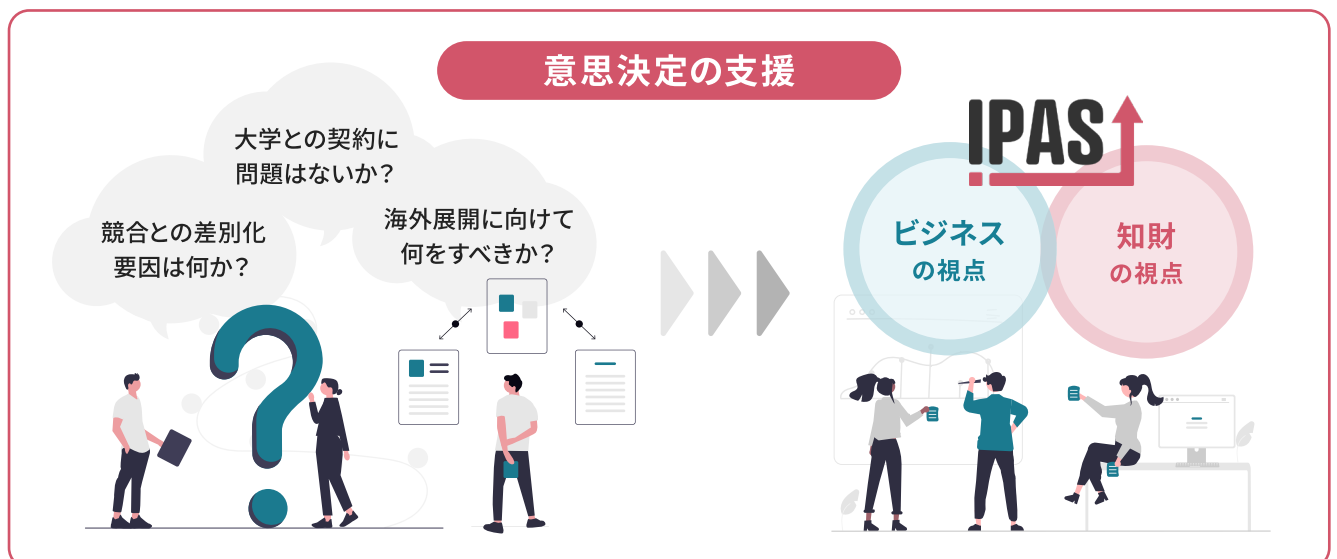 意思決定の支援
大学との契約に
問題はないか？
競合との差別化
要因は何か？
海外展開に向けて
何をすべきか？
IPAS
ビジネス
の視点
知財
の視点